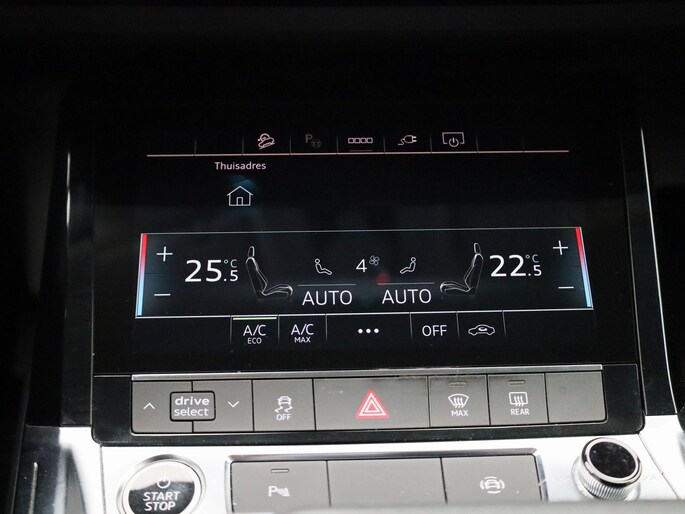 P
Thuisadres
25.5 °C
4
22.5 °C
AUTO
AUTO
A/C ECO
A/C MAX
•••
OFF
drive select
OFF
MAX
REAR
START STOP
P